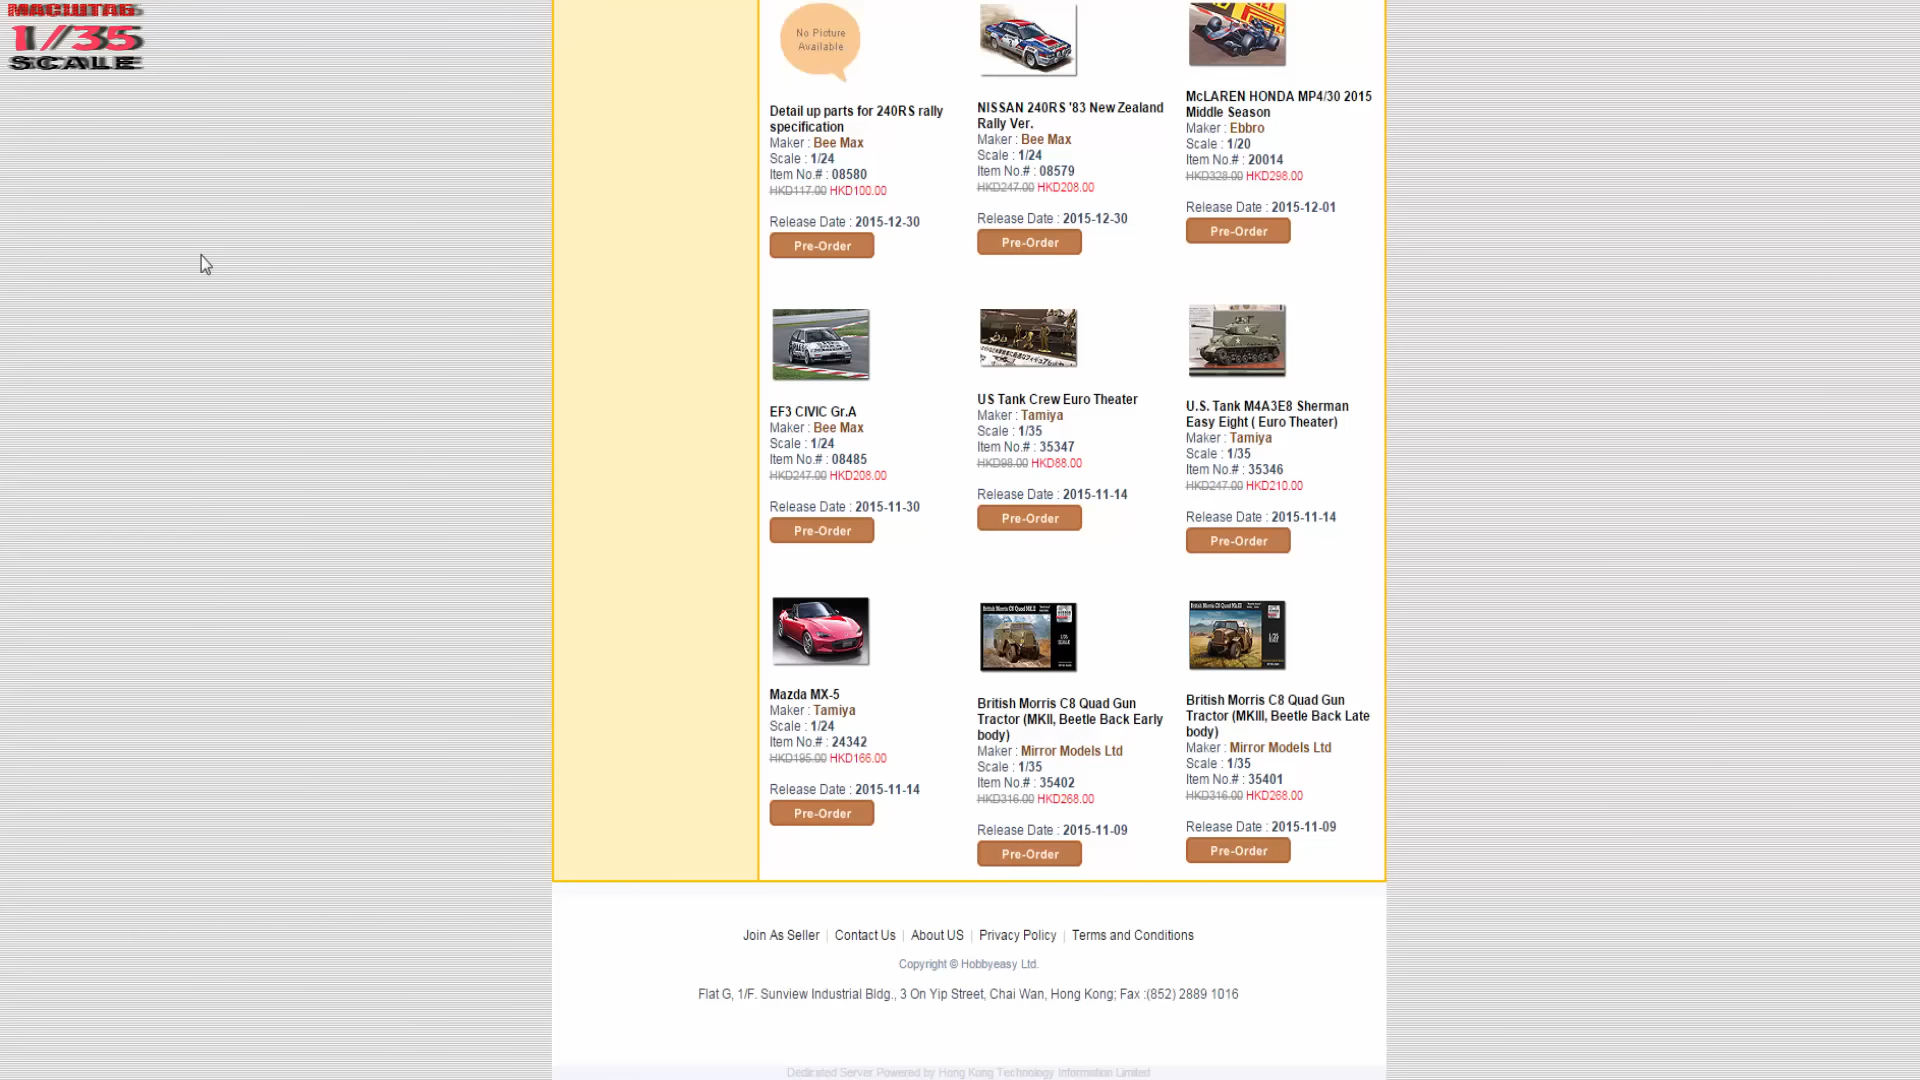 1/35
SCALE
No Picture
Available
Detail up parts for 240RS rally
specification
Maker : Bee Max
Scale : 1/24
Item No.# : 08580
HKD117.00 HKD100.00
Release Date : 2015-12-30
Pre-Order
NISSAN 240RS '83 New Zealand
Rally Ver.
Maker : Bee Max
Scale : 1/24
Item No.# : 08579
HKD247.00 HKD208.00
Release Date : 2015-12-30
Pre-Order
McLAREN HONDA MP4/30 2015
Middle Season
Maker : Ebbro
Scale : 1/20
Item No.# : 20014
HKD328.00 HKD298.00
Release Date : 2015-12-01
Pre-Order
EF3 CIVIC Gr.A
Maker : Bee Max
Scale : 1/24
Item No.# : 08485
HKD247.00 HKD208.00
Release Date : 2015-11-30
Pre-Order
US Tank Crew Euro Theater
Maker : Tamiya
Scale : 1/35
Item No.# : 35347
HKD98.00 HKD88.00
Release Date : 2015-11-14
Pre-Order
U.S. Tank M4A3E8 Sherman
Easy Eight ( Euro Theater)
Maker : Tamiya
Scale : 1/35
Item No.# : 35346
HKD247.00 HKD210.00
Release Date : 2015-11-14
Pre-Order
Mazda MX-5
Maker : Tamiya
Scale : 1/24
Item No.# : 24342
HKD195.00 HKD166.00
Release Date : 2015-11-14
Pre-Order
British Morris C8 Quad Gun
Tractor (MKII, Beetle Back Early
body)
Maker : Mirror Models Ltd
Scale : 1/35
Item No.# : 35402
HKD316.00 HKD268.00
Release Date : 2015-11-09
Pre-Order
British Morris C8 Quad Gun
Tractor (MKIII, Beetle Back Late
body)
Maker : Mirror Models Ltd
Scale : 1/35
Item No.# : 35401
HKD316.00 HKD268.00
Release Date : 2015-11-09
Pre-Order
Join As Seller | Contact Us | About US | Privacy Policy | Terms and Conditions
Copyright © Hobbyeasy Ltd.
Flat G, 1/F. Sunview Industrial Bldg., 3 On Yip Street, Chai Wan, Hong Kong; Fax :(852) 2889 1016
Dedicated Server Powered by Hong Kong Technology Information Limited